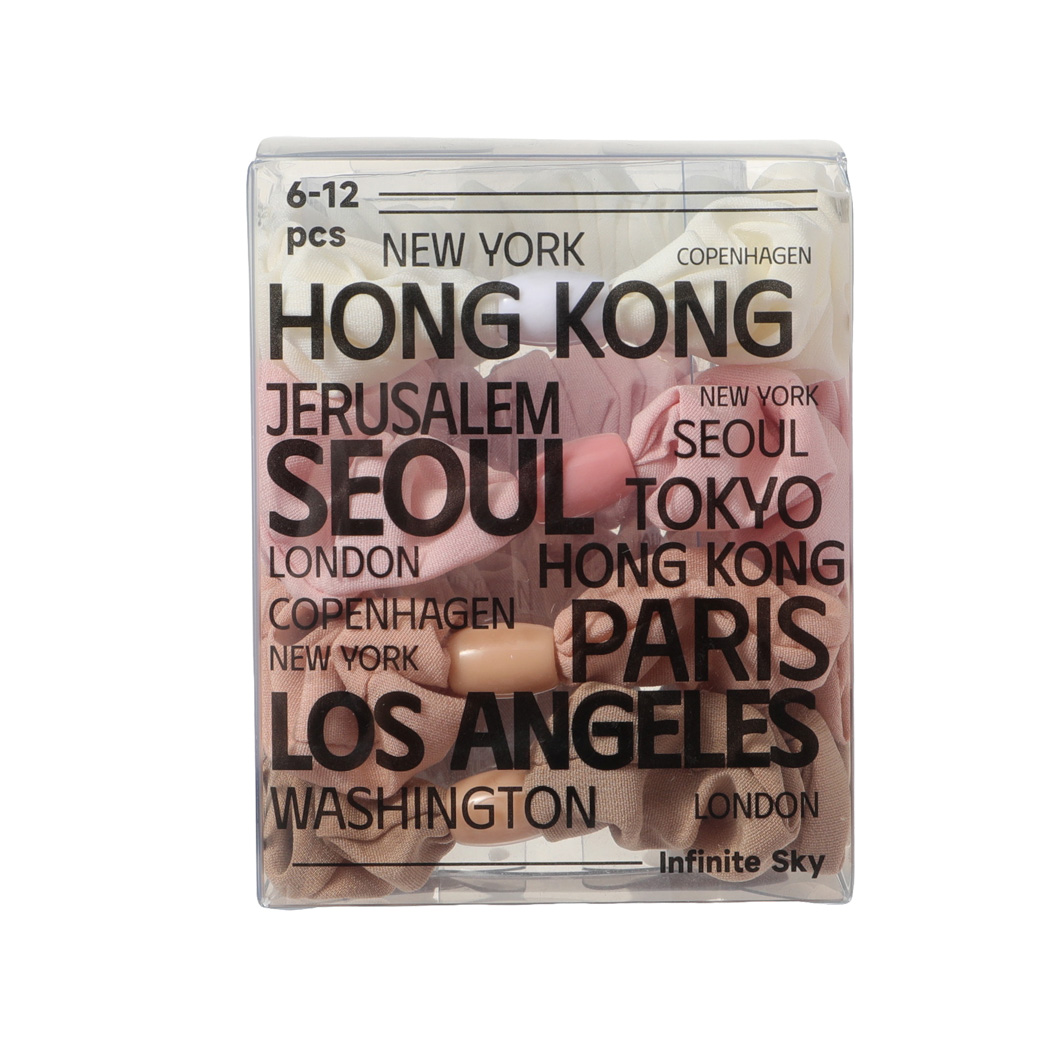 6-12
pcs
NEW YORK
COPENHAGEN
HONG KONG
JERUSALEM
NEW YORK
SEOUL
SEOUL
TOKYO
LONDON
HONG KONG
COPENHAGEN
PARIS
NEW YORK
LOS ANGELES
WASHINGTON
LONDON
Infinite Sky